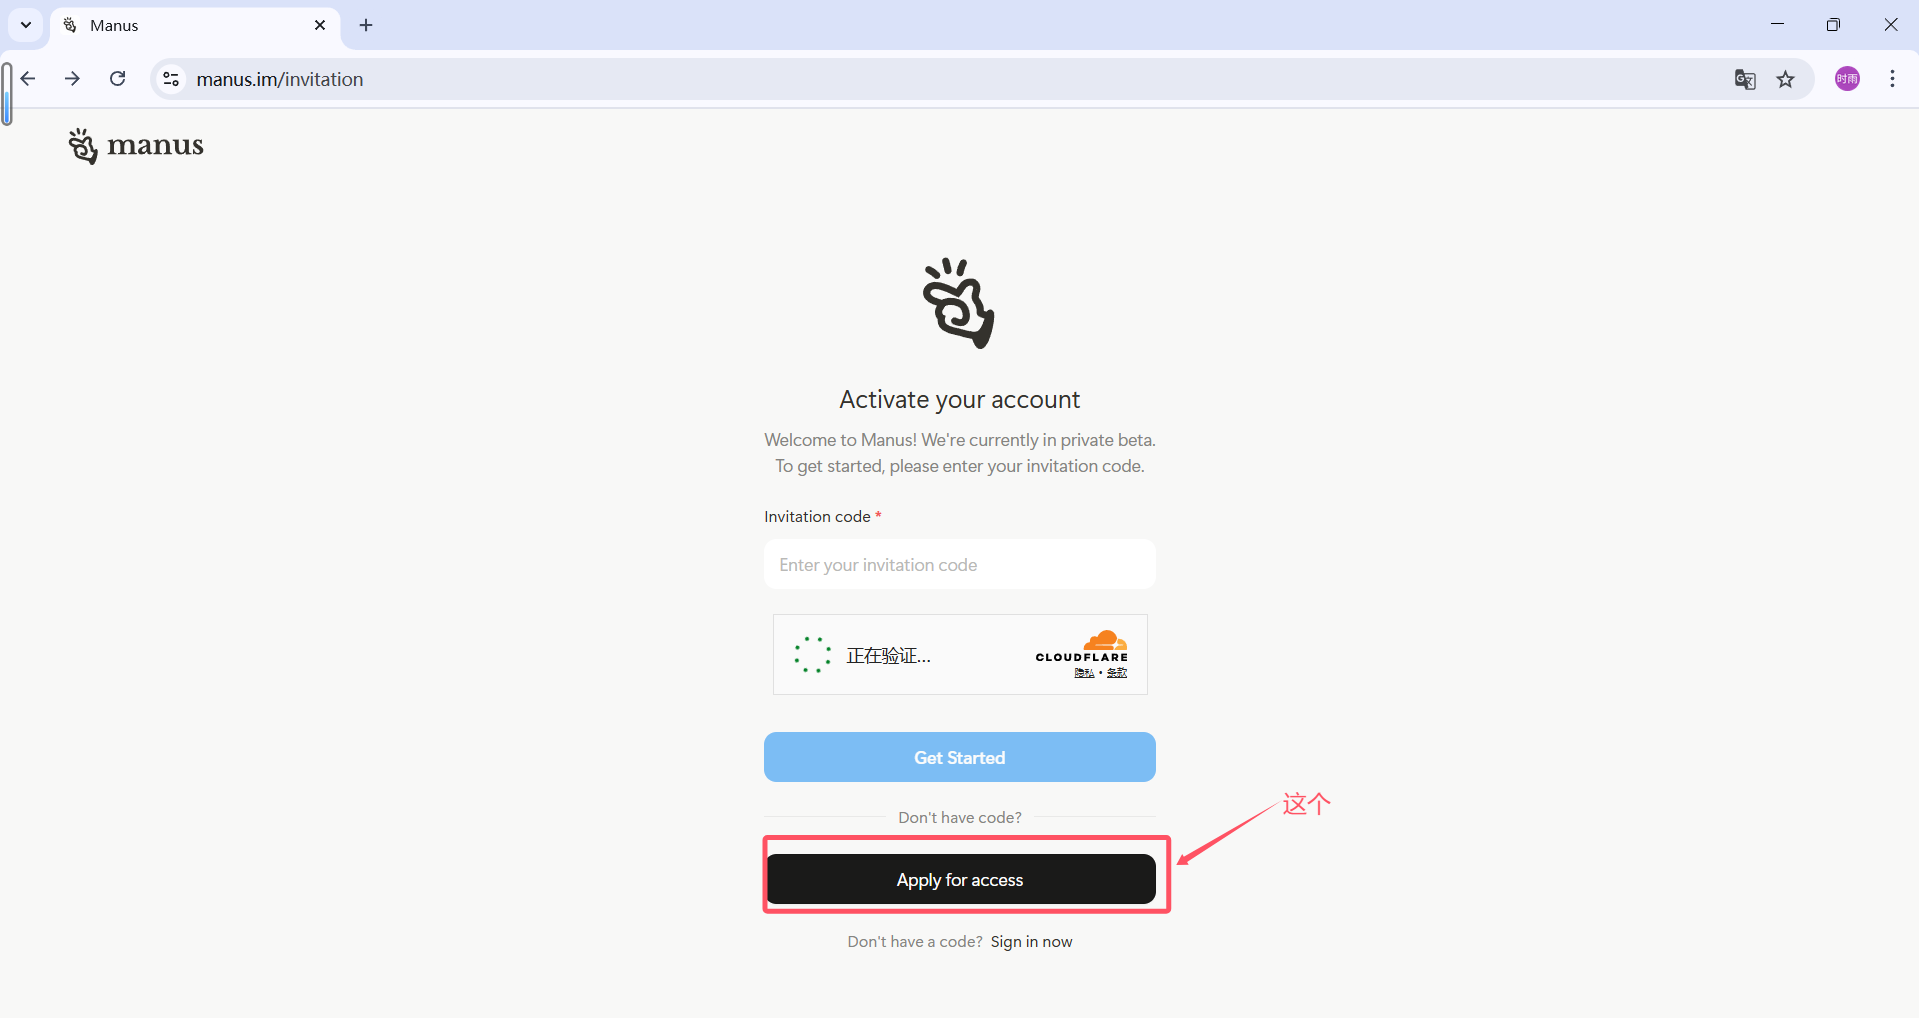 Manus
manus.im/invitation
时雨
manus
Activate your account
Welcome to Manus! We're currently in private beta.
To get started, please enter your invitation code.
Invitation code *
Enter your invitation code
正在验证...
CLOUDFLARE
隐私 • 条款
Get Started
Don't have code?
这个
Apply for access
Don't have a code? Sign in now